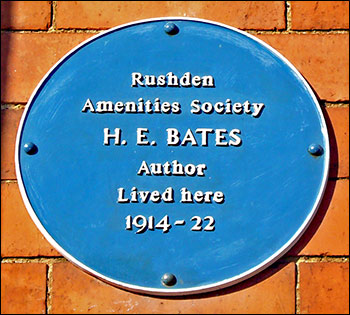 Rushden
Amenities Society
H. E. BATES
Author
Lived here
1914-22